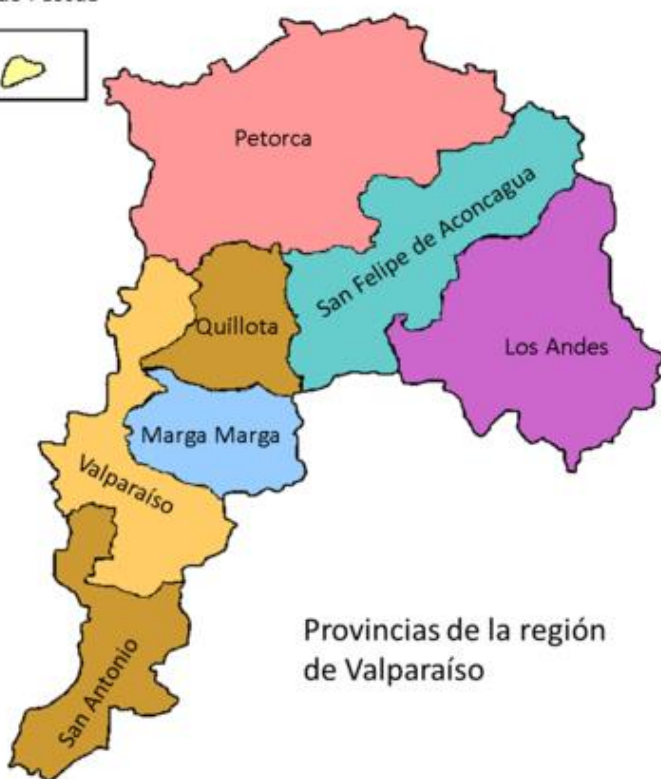 Petorca
San Felipe de Aconcagua
Quillota
Los Andes
Marga Marga
Valparaíso
San Antonio
Provincias de la región
de Valparaíso